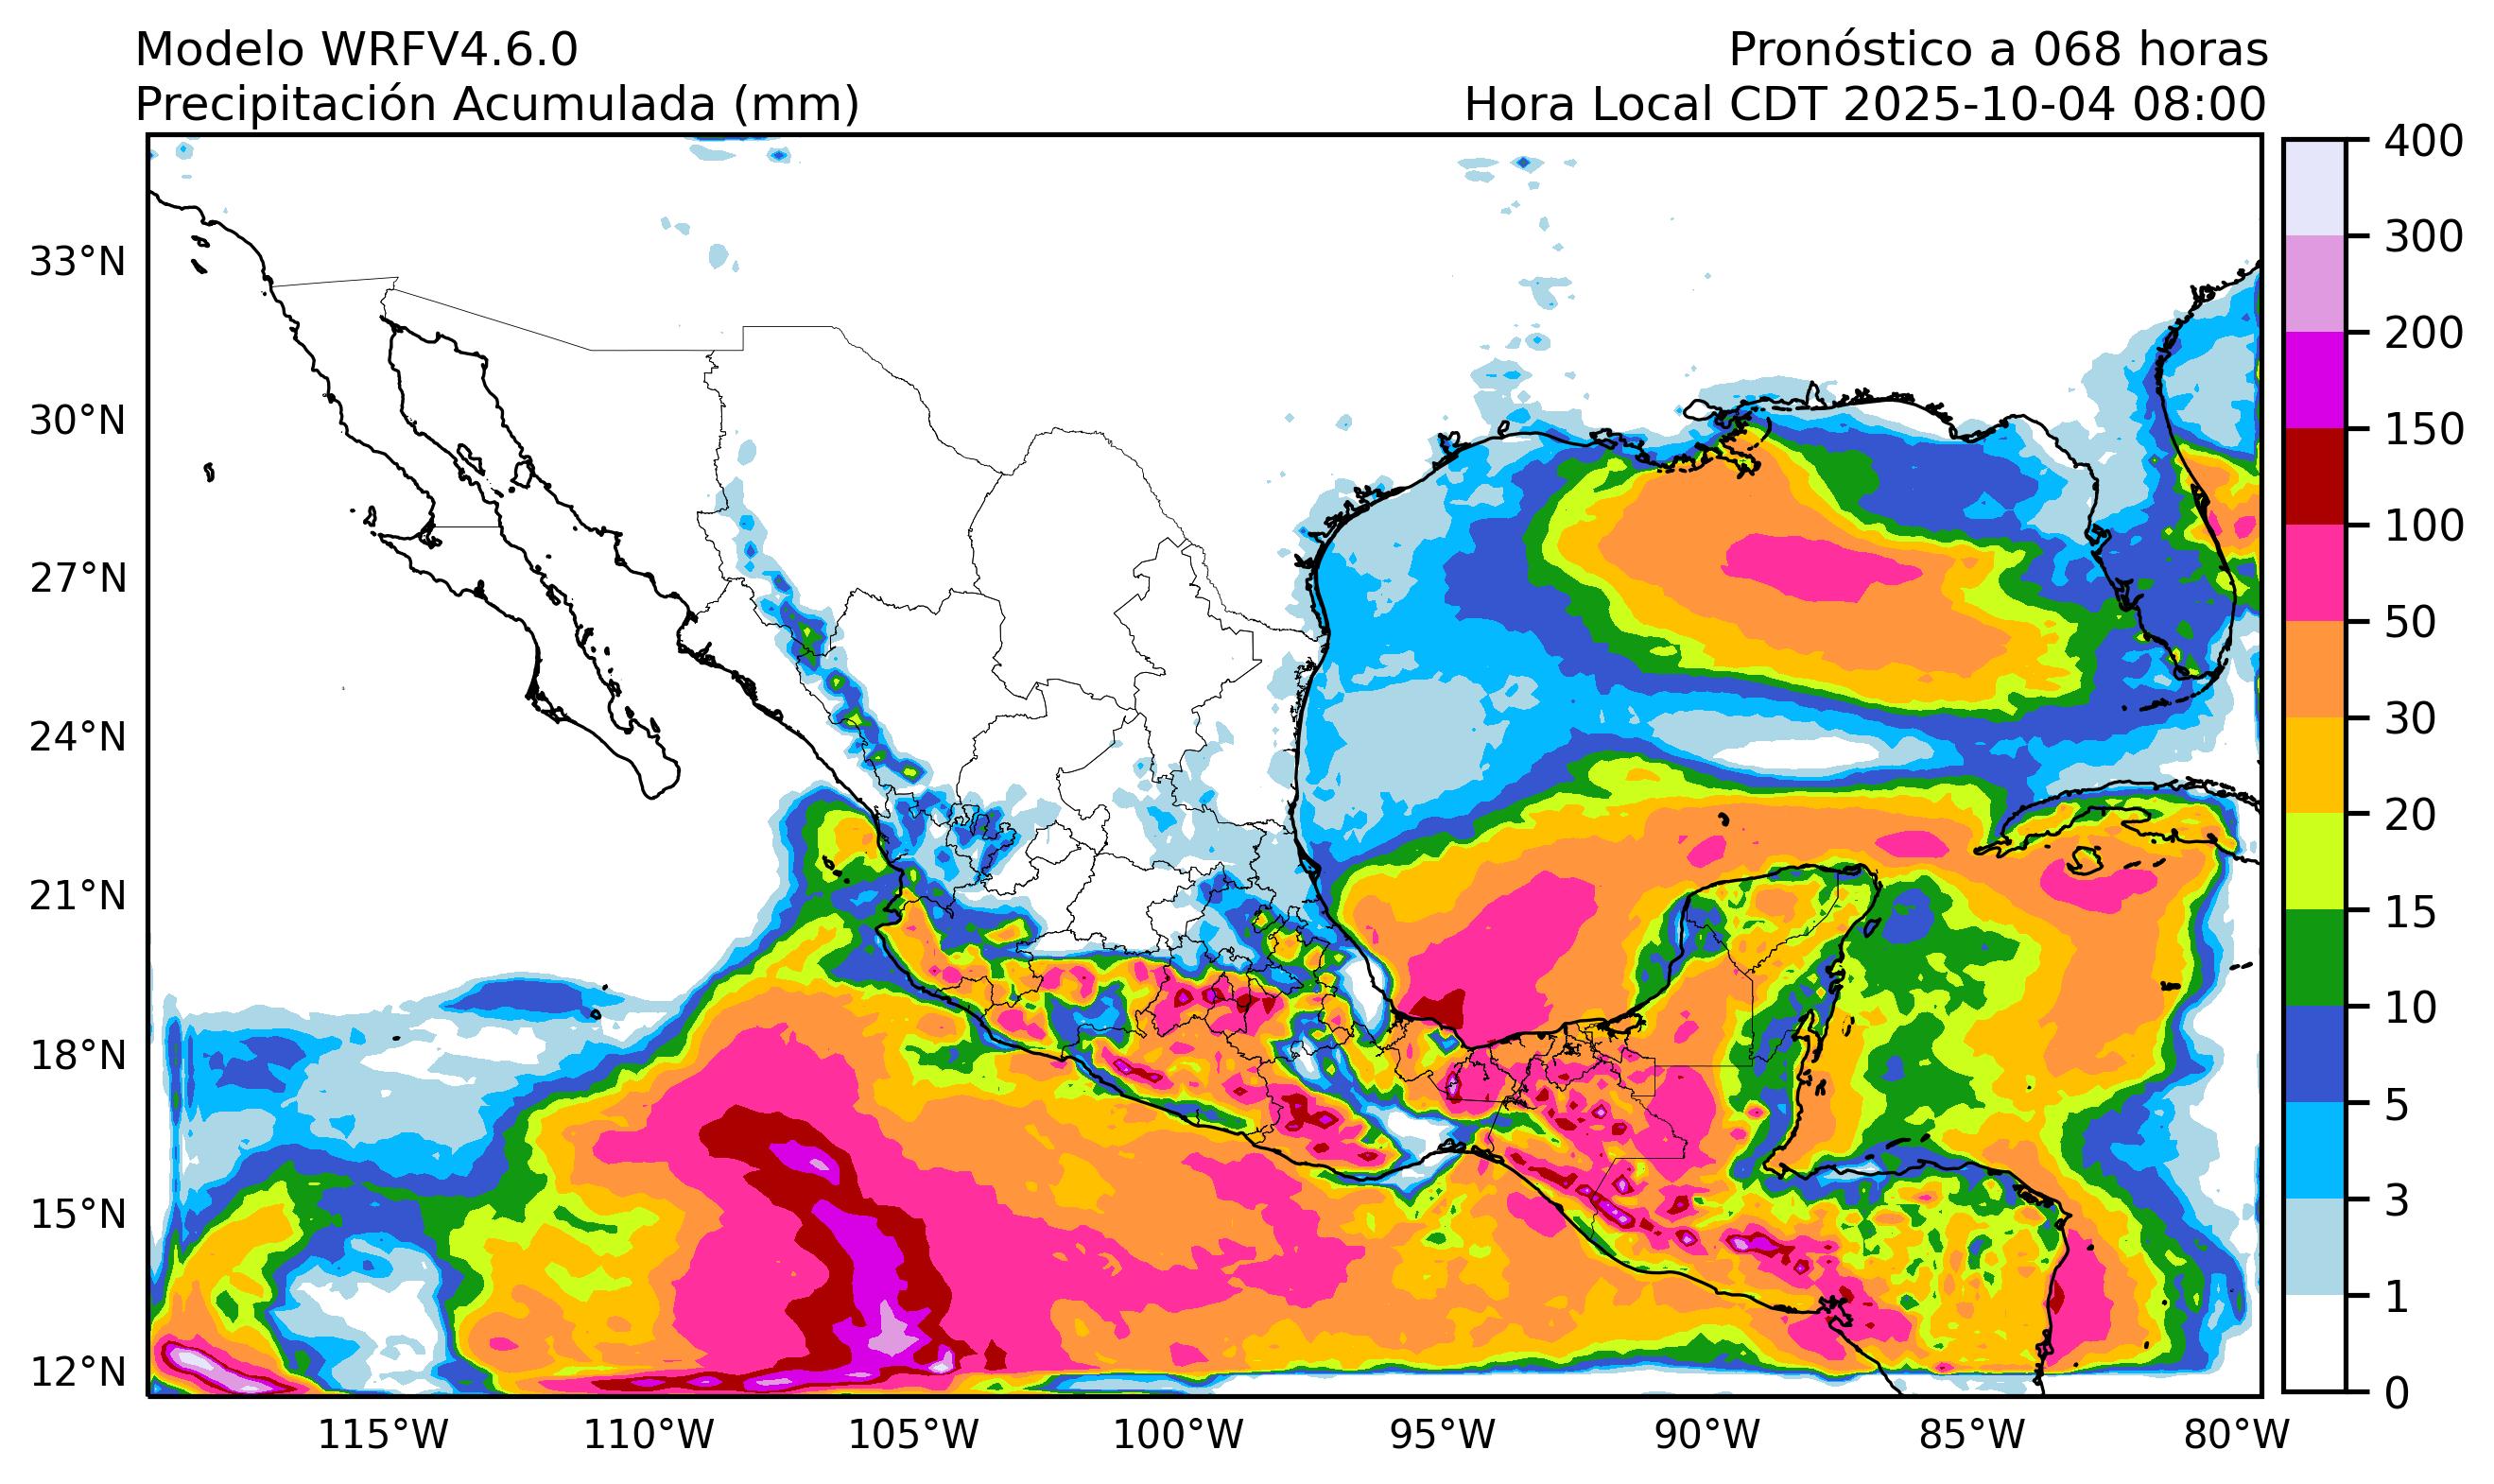 Modelo WRFV4.6.0
Pronóstico a 068 horas
Precipitación Acumulada (mm)
Hora Local CDT 2025-10-04 08:00
400
300
200
150
100
50
30
20
15
10
5
3
1
0
33°N
30°N
27°N
24°N
21°N
18°N
15°N
12°N
115°W
110°W
105°W
100°W
95°W
90°W
85°W
80°W